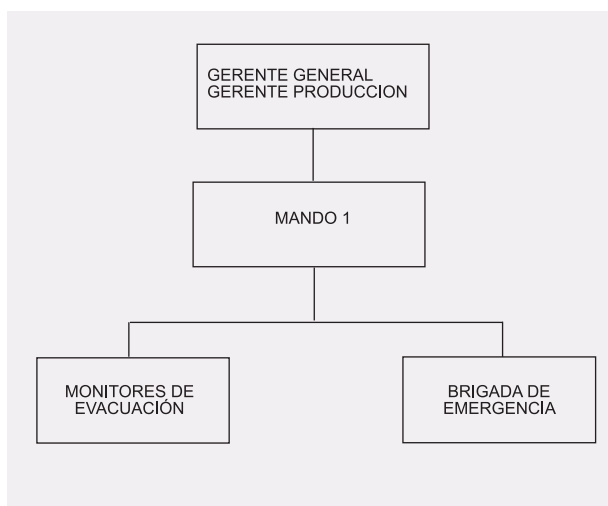 GERENTE GENERAL
GERENTE PRODUCCION
MANDO 1
MONITORES DE
EVACUACIÓN
BRIGADA DE
EMERGENCIA